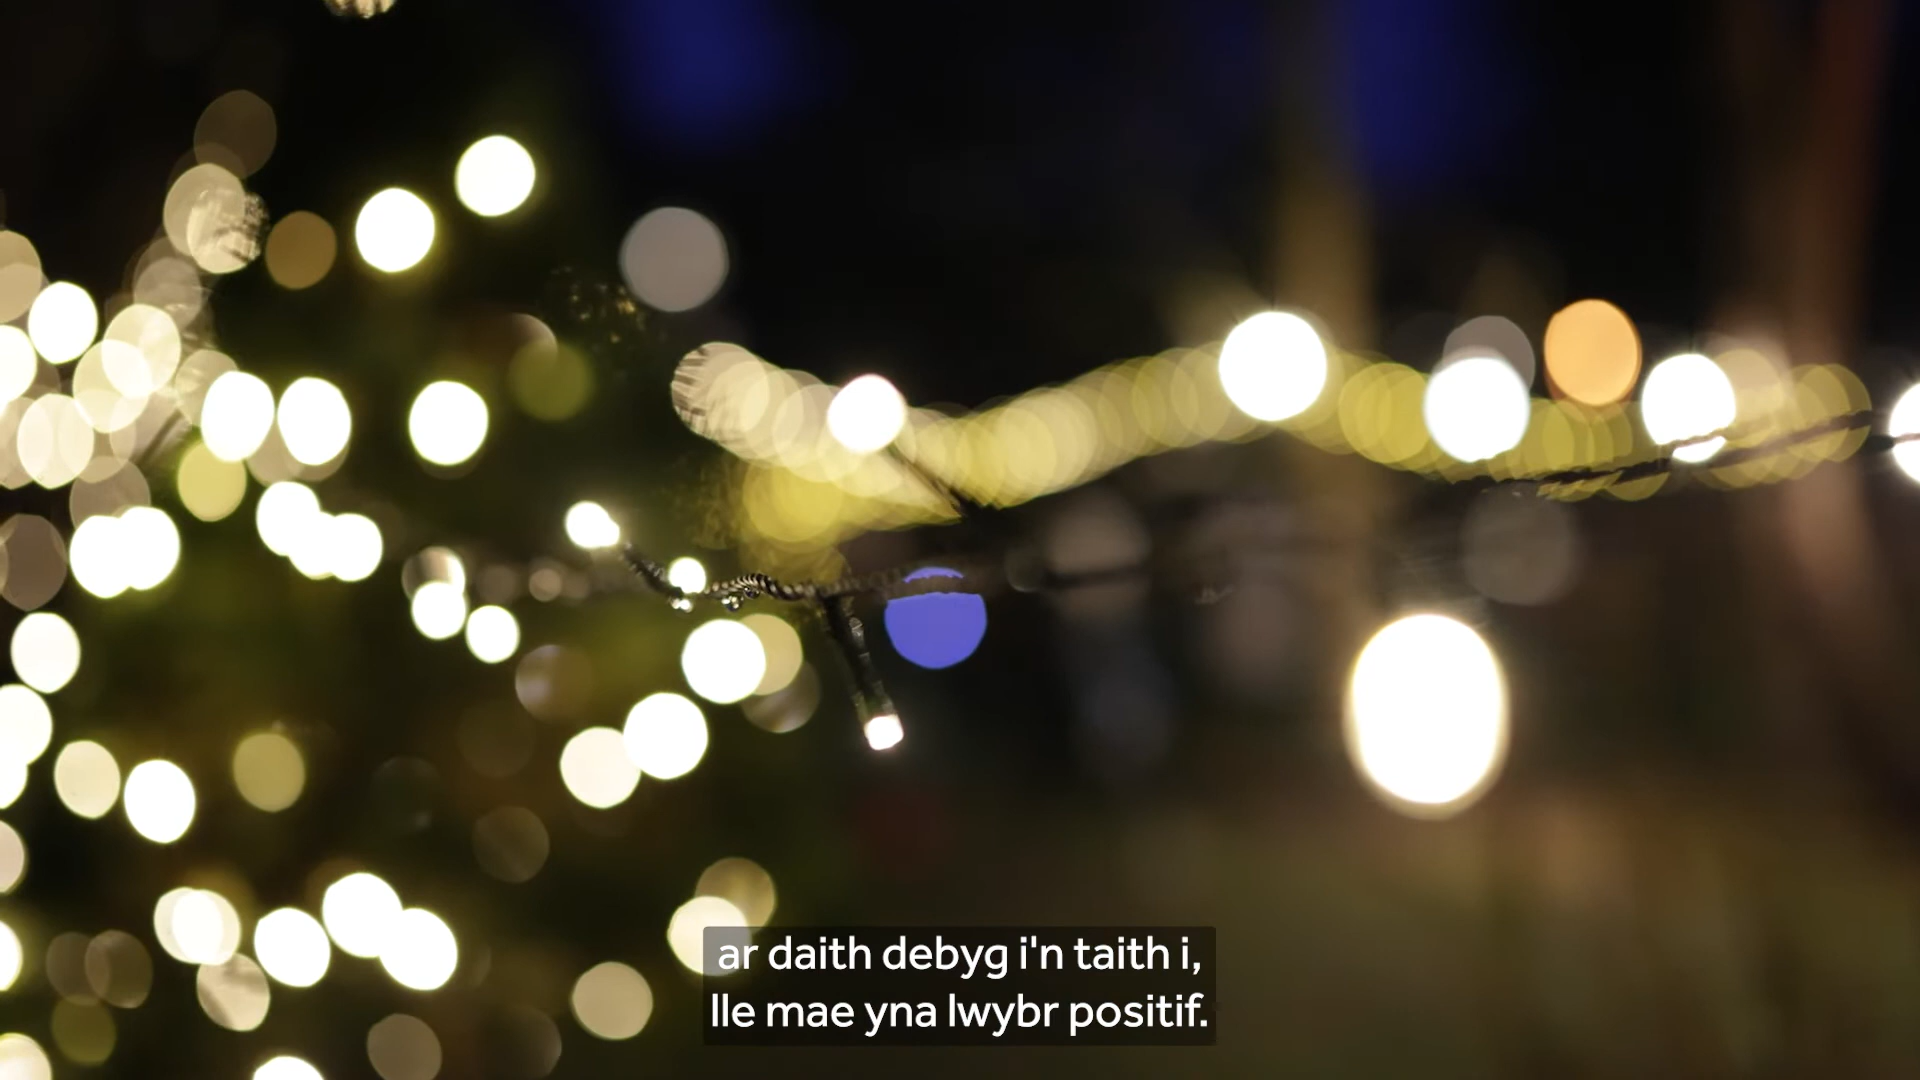 ar daith debyg i'n taith i,
lle mae yna lwybr positif.